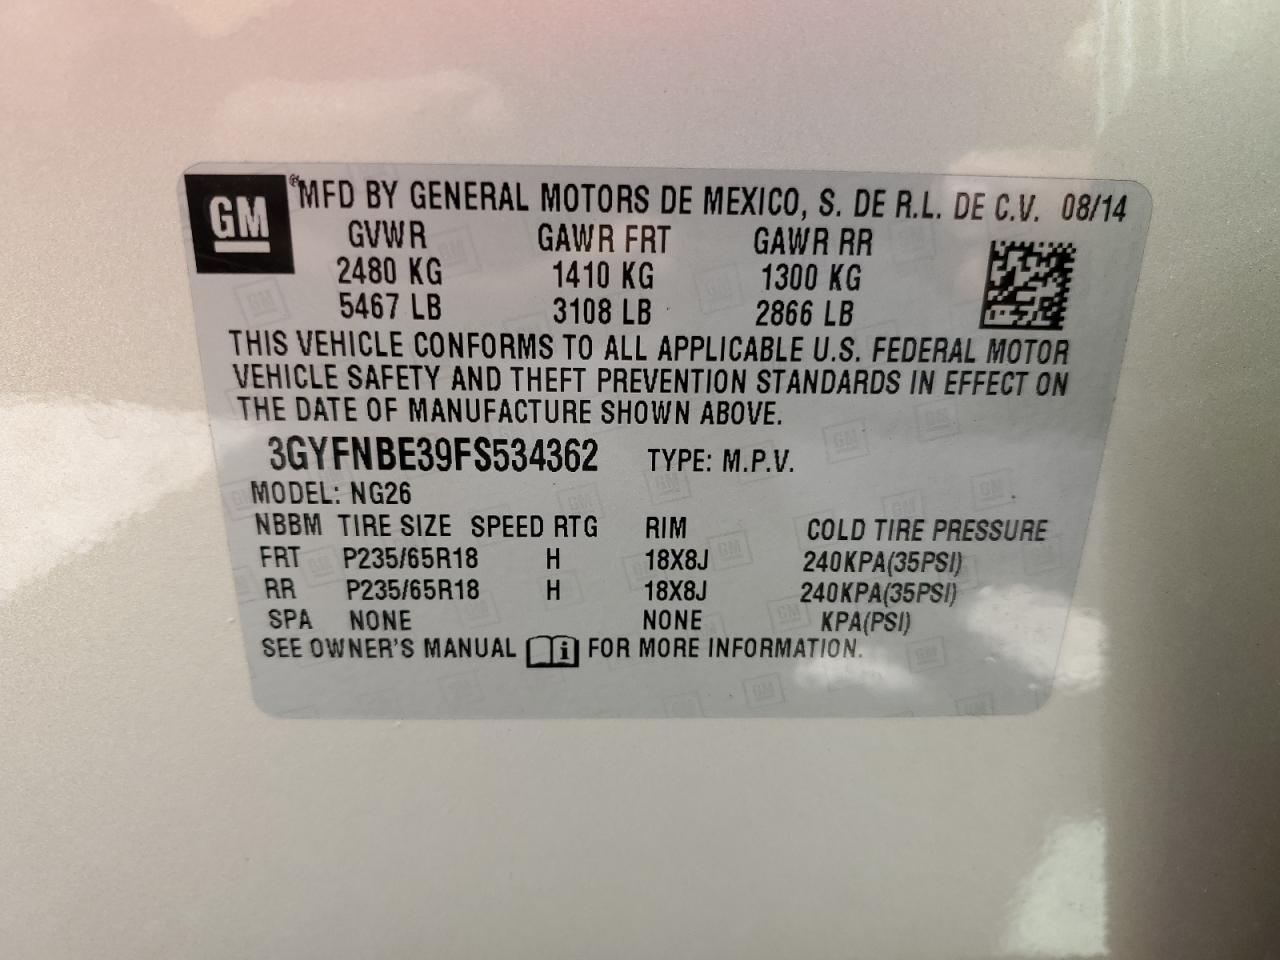 GM ® MFD BY GENERAL MOTORS DE MEXICO, S. DE R.L. DE C.V. 08/14
GVWR GAWR FRT GAWR RR
2480 KG 1410 KG 1300 KG
5467 LB 3108 LB 2866 LB
THIS VEHICLE CONFORMS TO ALL APPLICABLE U.S. FEDERAL MOTOR
VEHICLE SAFETY AND THEFT PREVENTION STANDARDS IN EFFECT ON
THE DATE OF MANUFACTURE SHOWN ABOVE.
3GYFNBE39FS534362 TYPE: M.P.V.
MODEL: NG26
NBBM TIRE SIZE SPEED RTG RIM COLD TIRE PRESSURE
FRT P235/65R18 H 18X8J 240KPA(35PSI)
RR P235/65R18 H 18X8J 240KPA(35PSI)
SPA NONE NONE KPA(PSI)
SEE OWNER'S MANUAL i FOR MORE INFORMATION.